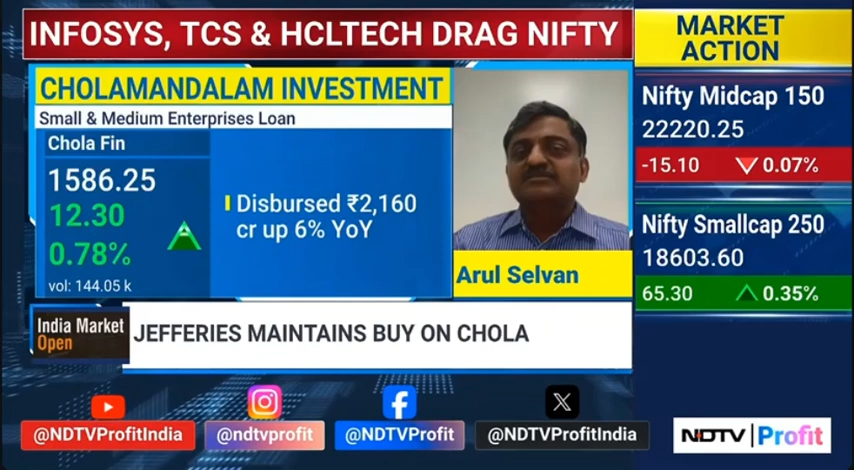 INFOSYS, TCS & HCLTECH DRAG NIFTY
CHOLAMANDALAM INVESTMENT
Small & Medium Enterprises Loan
Chola Fin
1586.25
12.30
0.78%
vol: 144.05 k
Disbursed ₹2,160
cr up 6% YoY
Arul Selvan
India Market
Open
JEFFERIES MAINTAINS BUY ON CHOLA
MARKET
ACTION
Nifty Midcap 150
22220.25
-15.10 0.07%
Nifty Smallcap 250
18603.60
65.30 0.35%
@NDTVProfitIndia
@ndtvprofit
@NDTVProfit
@NDTVProfitIndia
NDTV Profit